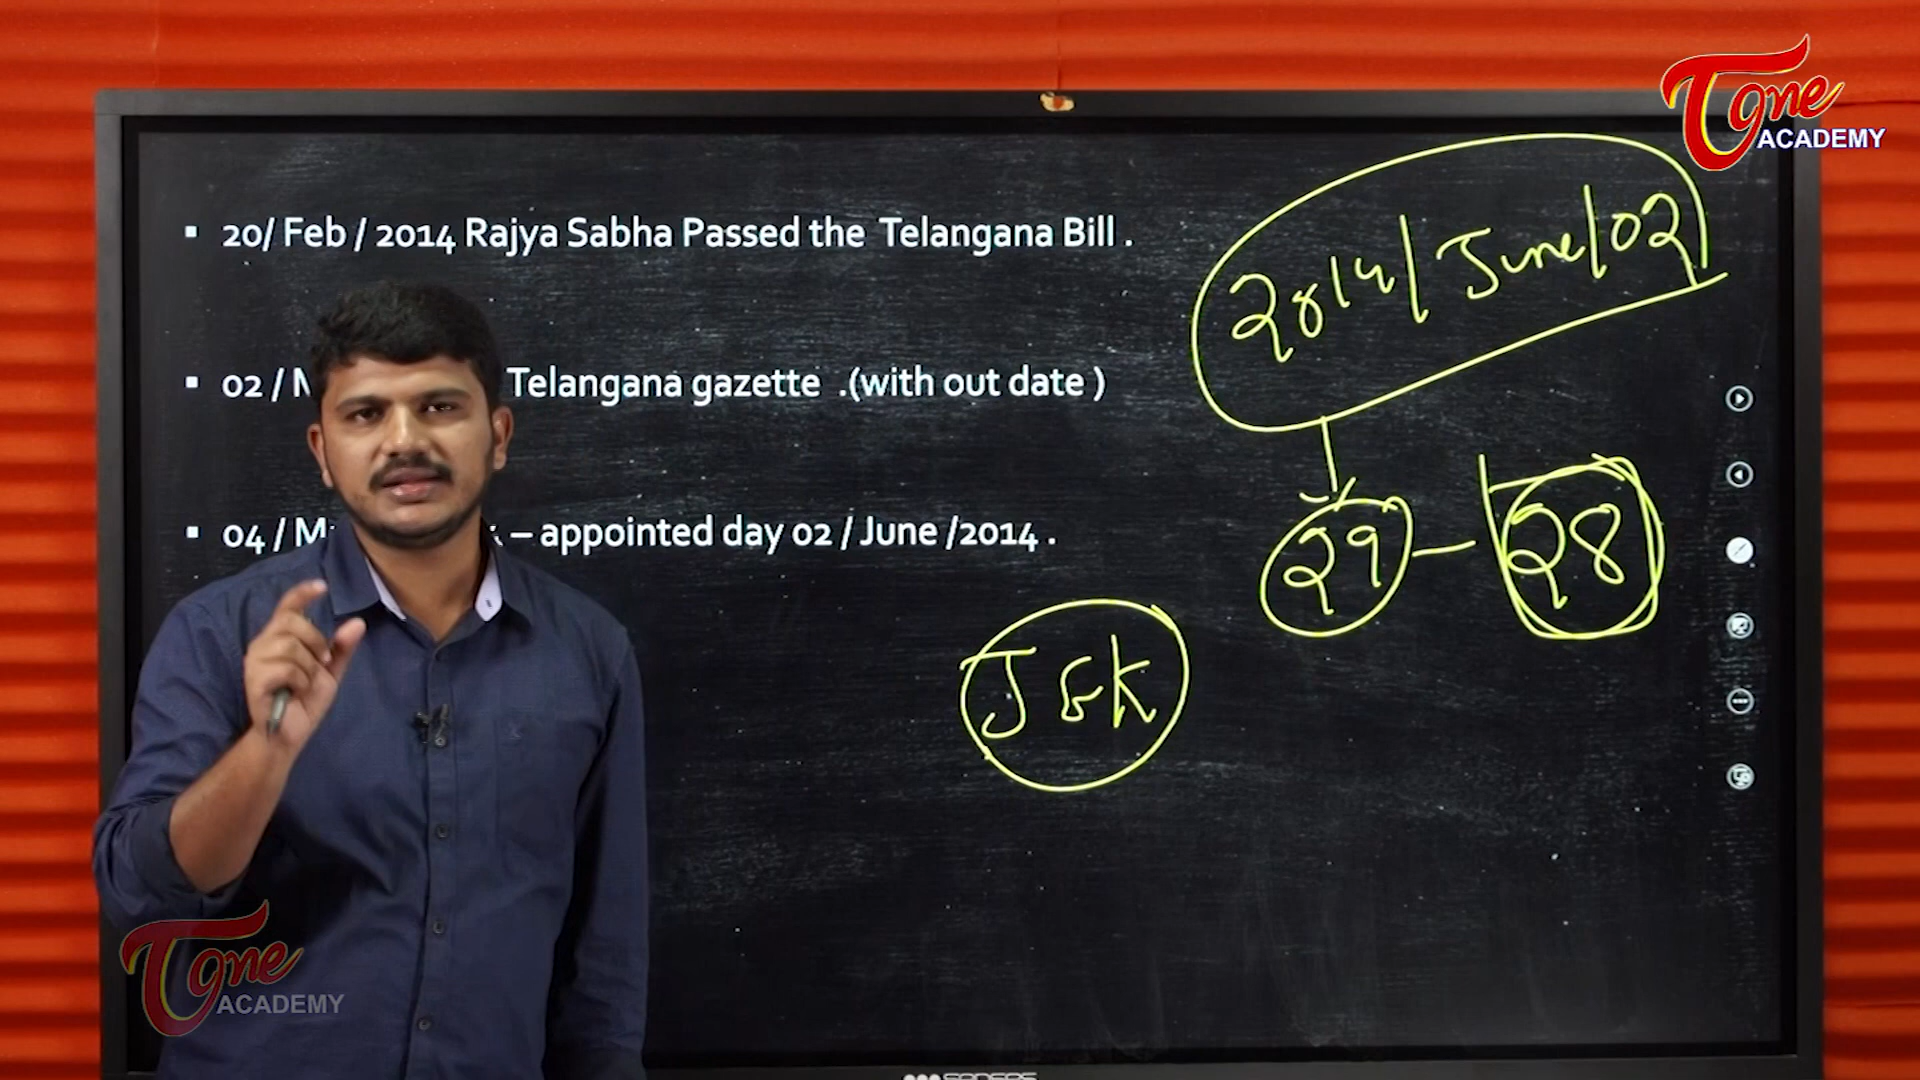 Tone
ACADEMY
20/ Feb / 2014 Rajya Sabha Passed the Telangana Bill .
2014/June/02
02 / M Telangana gazette .(with out date )
29 - 28
04 / M – appointed day 02 / June /2014 .
J&K
Tone
ACADEMY